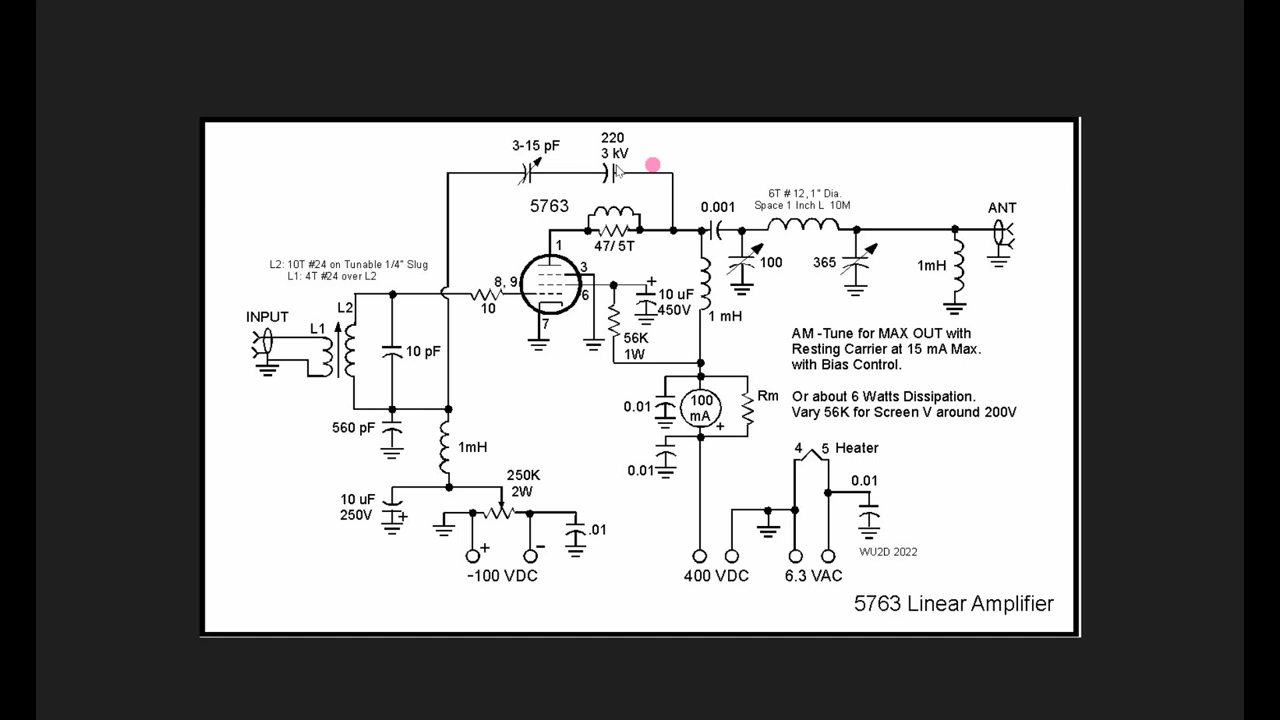 3-15 pF
220
3 kV
5763
6T # 12, 1" Dia.
Space 1 Inch L 10M
0.001
ANT
47/ 5T
1
L2: 10T #24 on Tunable 1/4" Slug
L1: 4T #24 over L2
3
100
365
1mH
8, 9
6
10 uF
450V
10
INPUT
L1
L2
7
1 mH
56K
1W
10 pF
AM -Tune for MAX OUT with
Resting Carrier at 15 mA Max.
with Bias Control.
Or about 6 Watts Dissipation.
Vary 56K for Screen V around 200V
0.01
100
mA
+
Rm
560 pF
1mH
0.01
4 5 Heater
0.01
250K
2W
10 uF
250V
+
.01
+
-
-100 VDC
400 VDC
6.3 VAC
WU2D 2022
5763 Linear Amplifier